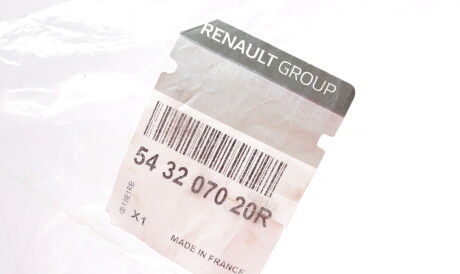 RENAULT GROUP
54 32 070 20R
X1
MADE IN FRANCE